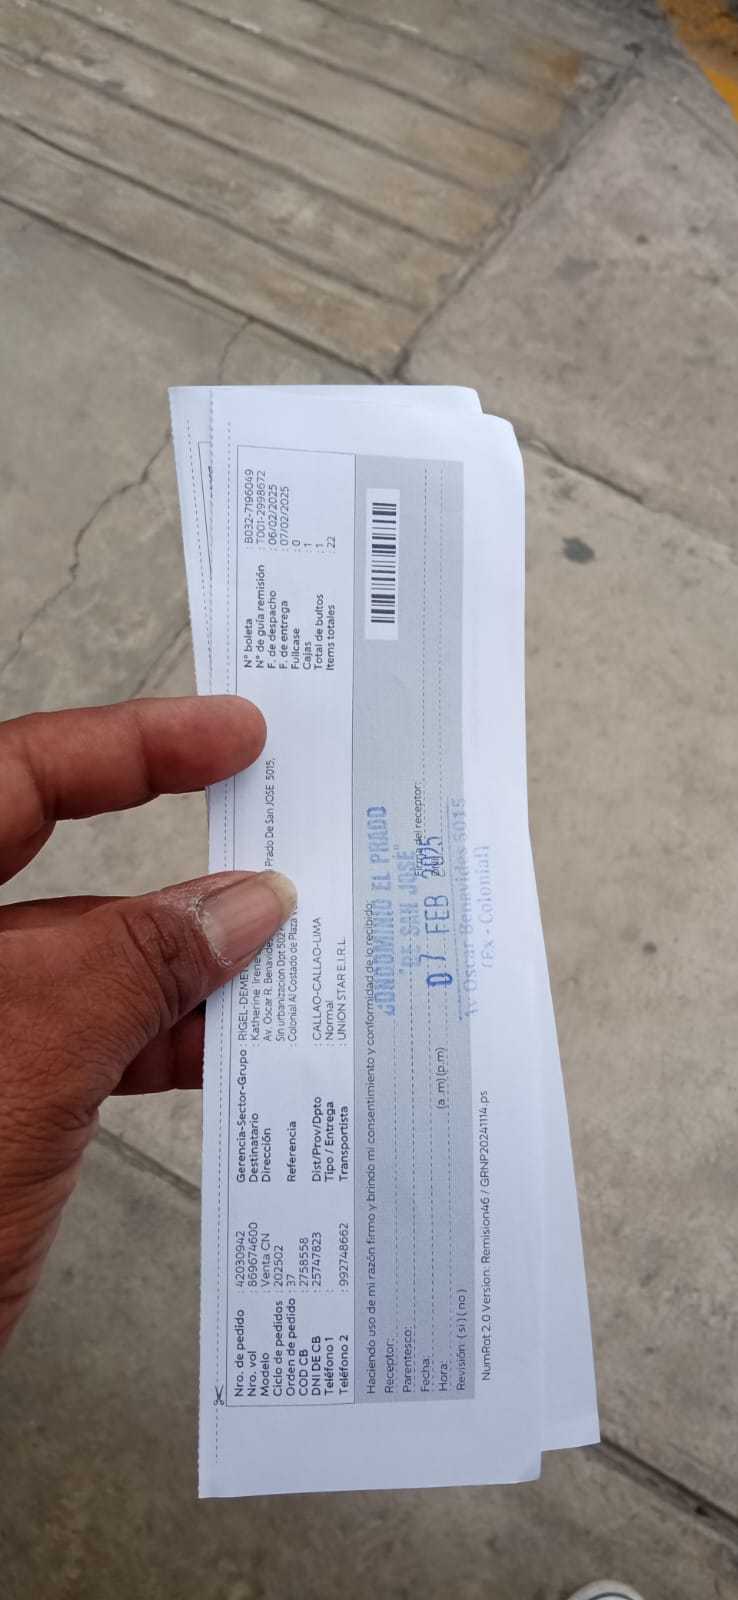 Nro. de pedido : 42030942
Nro. vol : 869674600
Modelo : Venta CN
Ciclo de pedidos : 202502
Orden de pedido : 37
COD CB : 2758558
DNI DE CB : 25747823
Teléfono 1 :
Teléfono 2 : 992748662
Gerencia-Sector-Grupo : RIGEL-DEME
Destinatario : Katherine Irene
Dirección : Av. Oscar R. Benavide Prado De San JOSE 5015,
Sin urbanizacion Dpt 502
Referencia : Colonial Al Costado de Plaza
Dist/Prov/Dpto : CALLAO-CALLAO-LIMA
Tipo / Entrega : Normal
Transportista : UNION STAR E.I.R.L.
N° boleta : B032-7196049
N° de guía remisión : T001-2998672
F. de despacho : 06/02/2025
F. de entrega : 07/02/2025
Fullcase : 0
Cajas : 1
Total de bultos : 1
Items totales : 22
Haciendo uso de mi razón firmo y brindo mi consentimiento y conformidad de lo recibido:
Receptor:
Parentesco:
Fecha:
Hora: (a .m) (p.m)
Revisión: ( si ) ( no )
Firma del receptor:
CONDOMINIO EL PRADO
"DE SAN JOSE"
07 FEB 2025
Av Oscar Benavides 5015
(Ex - Colonial)
NumRot 2.0 Version: Remision46 / GRNP20241114.ps